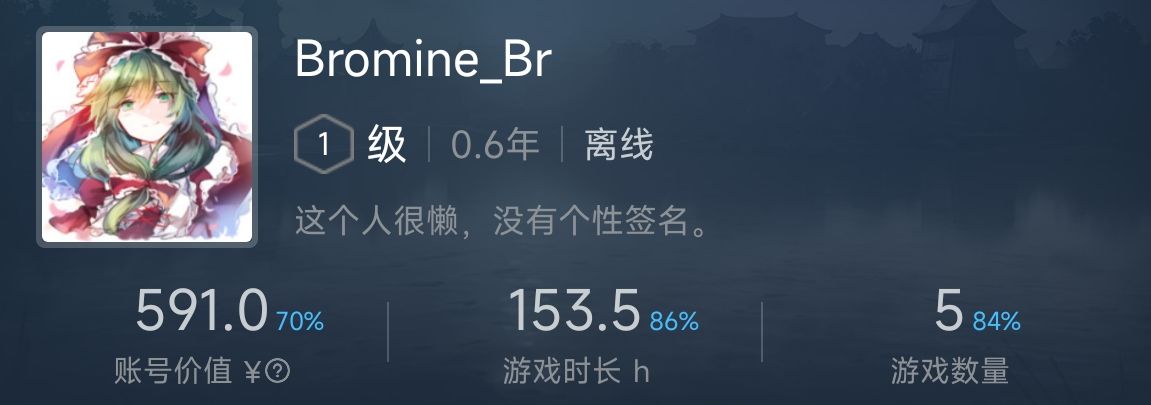 Bromine_Br
1 级 | 0.6年 | 离线
这个人很懒，没有个性签名。
591.0 70% 153.5 86% 5 84%
账号价值 ¥? 游戏时长 h 游戏数量